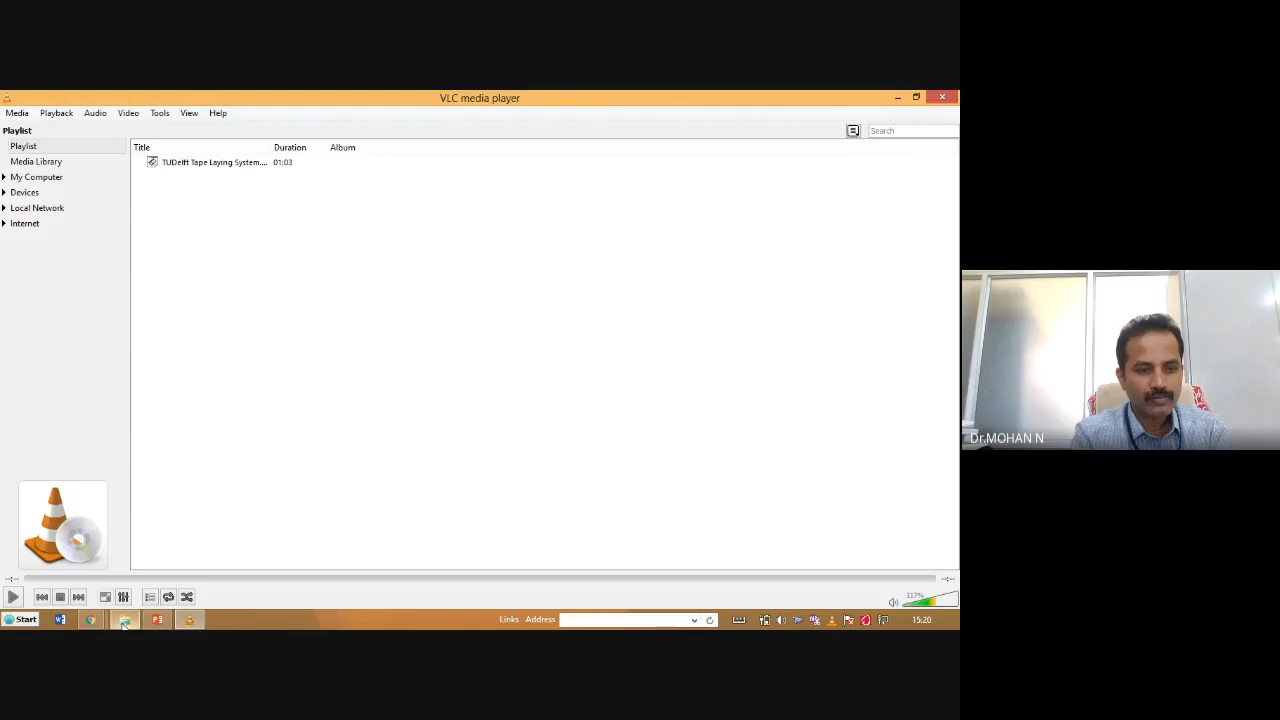 VLC media player
Media Playback Audio Video Tools View Help
Playlist
Search
Playlist
Media Library
My Computer
Devices
Local Network
Internet
Title Duration Album
TUDelft Tape Laying System.... 01:03
Dr.MOHAN N
--:--
--:--
117%
Start
Links Address
15:20